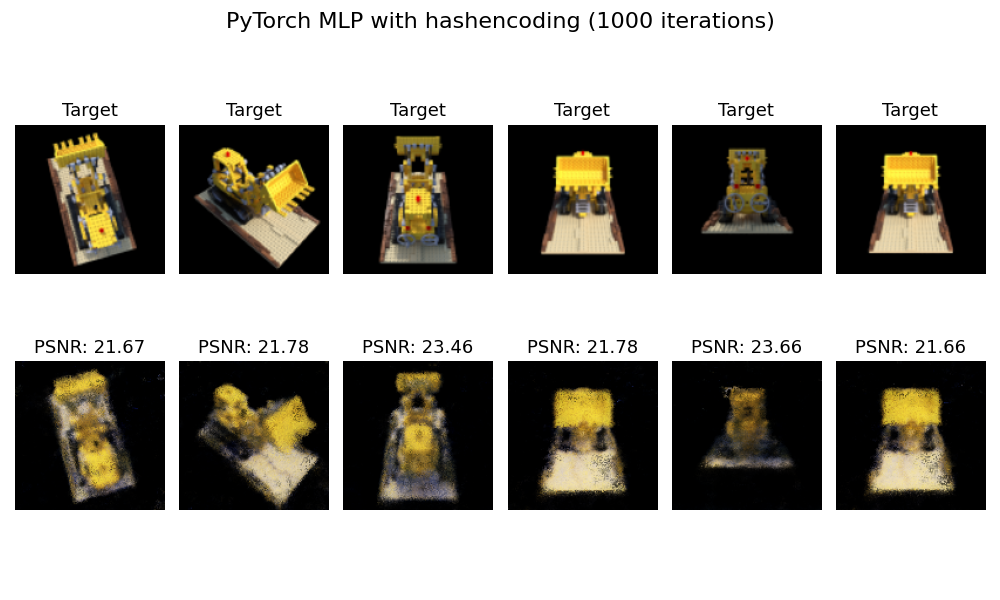 PyTorch MLP with hashencoding (1000 iterations)
Target Target Target Target Target Target
PSNR: 21.67 PSNR: 21.78 PSNR: 23.46 PSNR: 21.78 PSNR: 23.66 PSNR: 21.66